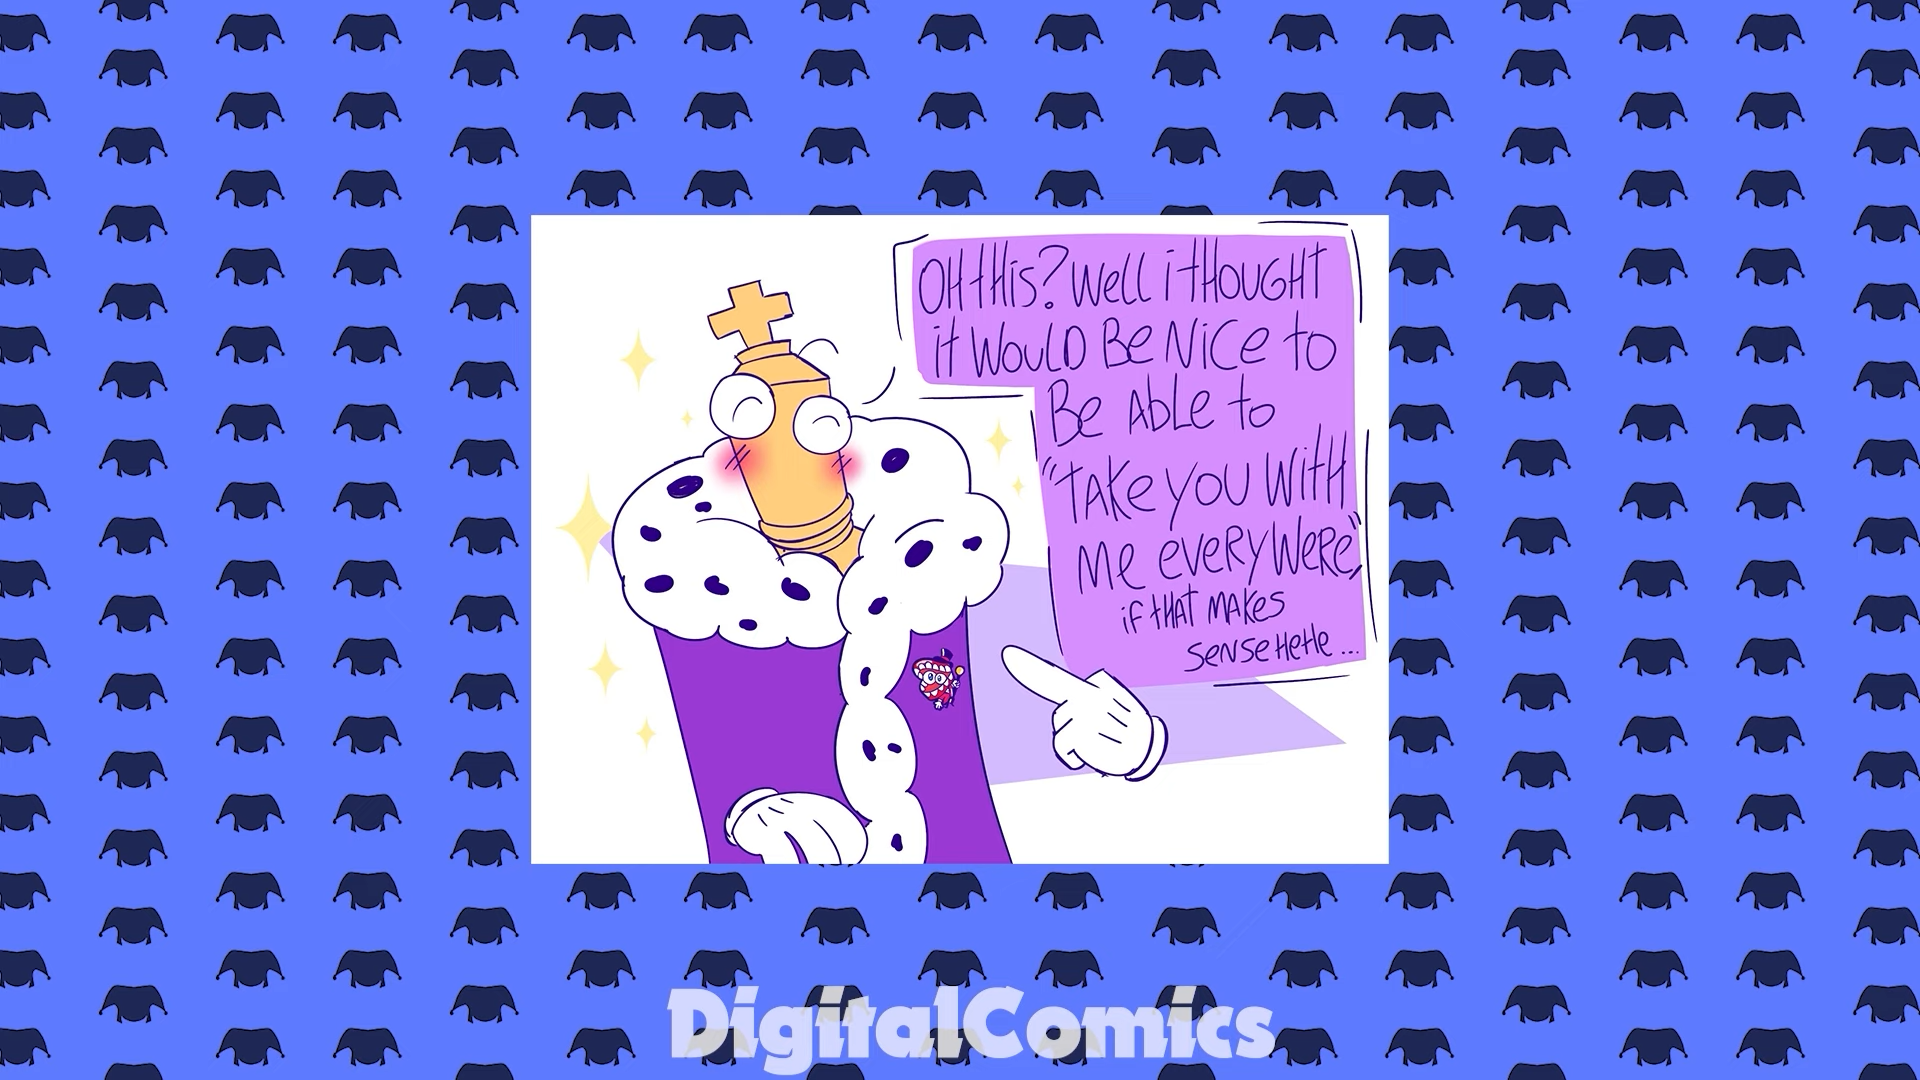 OH tHis? Well i tHOUGHt
it WOULD Be NiCe to
Be ABLe to
"tAKe YOU WitH
Me eVeRYWeRe",
iF tHAt MAKes
SeNSe HeHe ...
DigitalComics